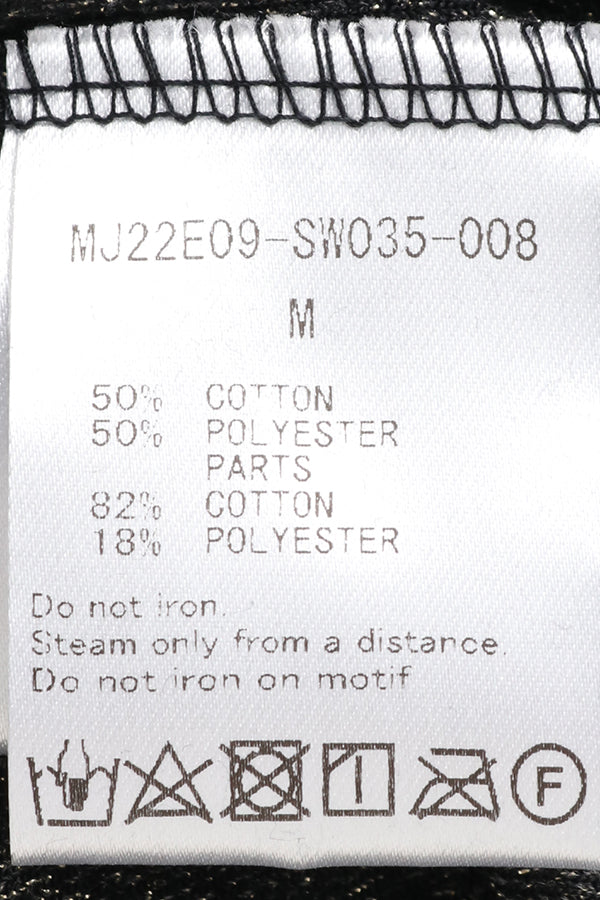 MJ22E09-SW035-008
M
50% COTTON
50% POLYESTER
PARTS
82% COTTON
18% POLYESTER
Do not iron.
Steam only from a distance.
Do not iron on motif
F